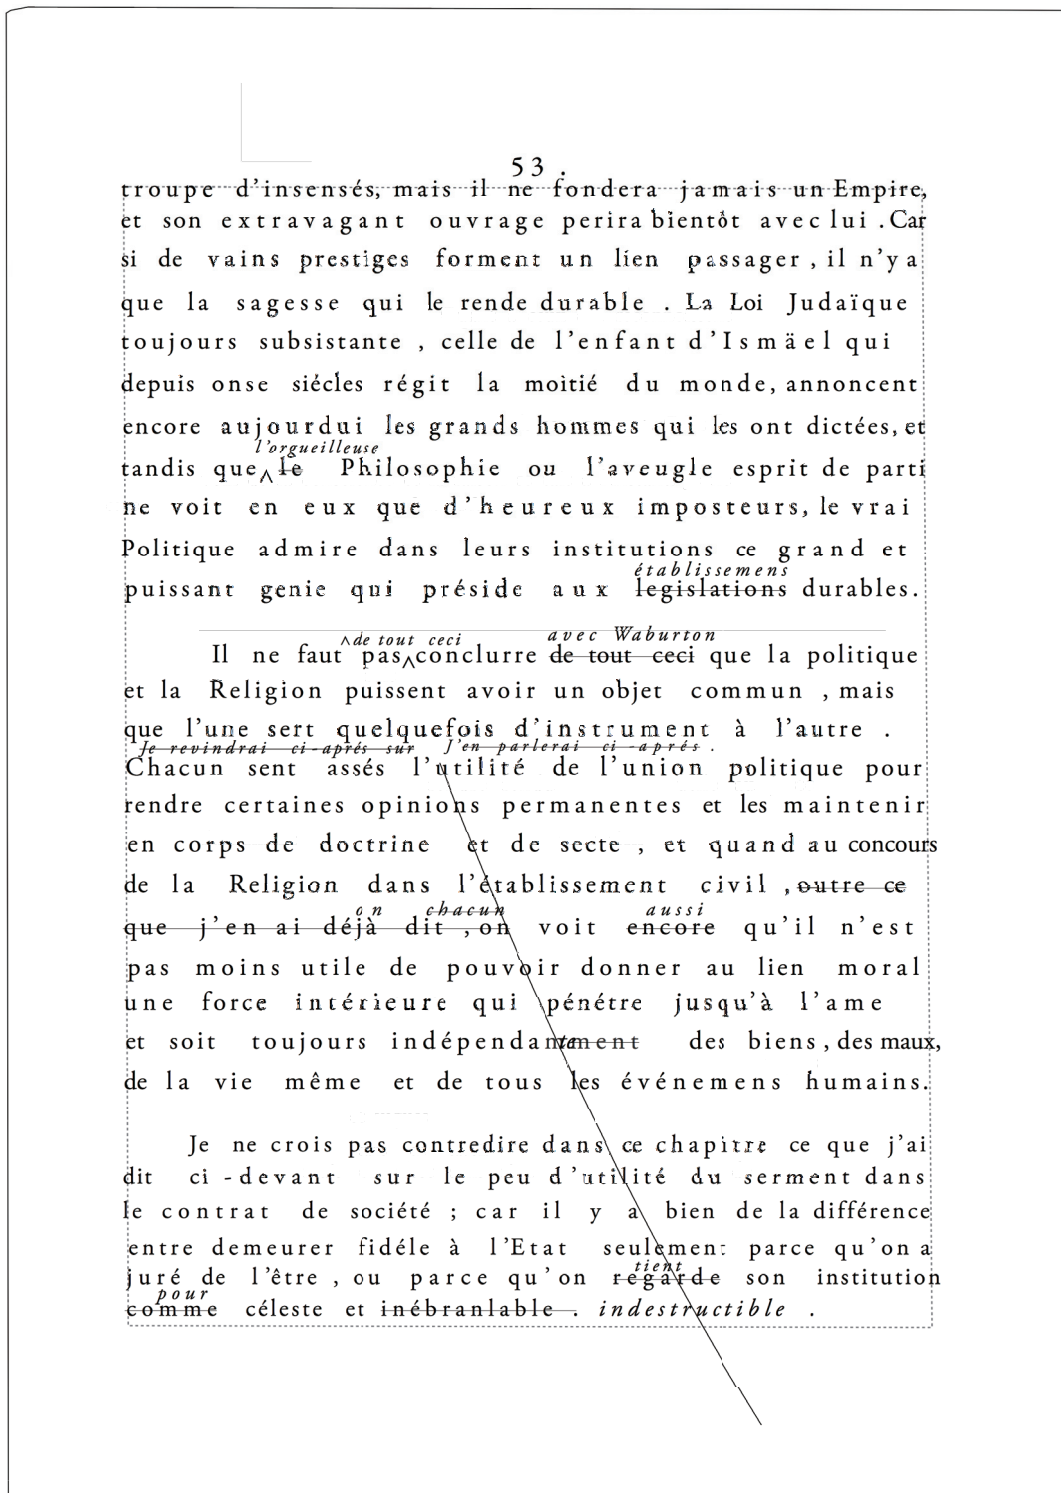 53 .
troupe d'insensés, mais il ne fondera jamais un Empire,
et son extravagant ouvrage perira bientôt avec lui . Car
si de vains prestiges forment un lien passager , il n'y a
que la sagesse qui le rende durable . La Loi Judaïque
toujours subsistante , celle de l'enfant d'Ismäel qui
depuis onse siécles régit la moitié du monde, annoncent
encore aujourdui les grands hommes qui les ont dictées, et
l'orgueilleuse
tandis que ^ le Philosophie ou l'aveugle esprit de parti
ne voit en eux que d'heureux imposteurs, le vrai
Politique admire dans leurs institutions ce grand et
établissemens
puissant genie qui préside aux legislations durables.
^ de tout ceci avec Waburton
Il ne faut pas ^ conclurre de tout ceci que la politique
et la Religion puissent avoir un objet commun , mais
que l'une sert quelquefois d'instrument à l'autre .
Je revindrai ci-aprés sur J'en parlerai ci-aprés .
Chacun sent assés l'utilité de l'union politique pour
rendre certaines opinions permanentes et les maintenir
en corps de doctrine et de secte , et quand au concours
de la Religion dans l'établissement civil , outre ce
on chacun aussi
que j'en ai déjà dit , on voit encore qu'il n'est
pas moins utile de pouvoir donner au lien moral
une force intérieure qui pénétre jusqu'à l'ame
et soit toujours indépendantement des biens , des maux,
de la vie même et de tous les événemens humains.
Je ne crois pas contredire dans ce chapitre ce que j'ai
dit ci-devant sur le peu d'utilité du serment dans
le contrat de société ; car il y a bien de la différence
entre demeurer fidéle à l'Etat seulement parce qu'on a
tient
juré de l'être , ou parce qu'on regarde son institution
pour
comme céleste et inébranlable . indestructible .